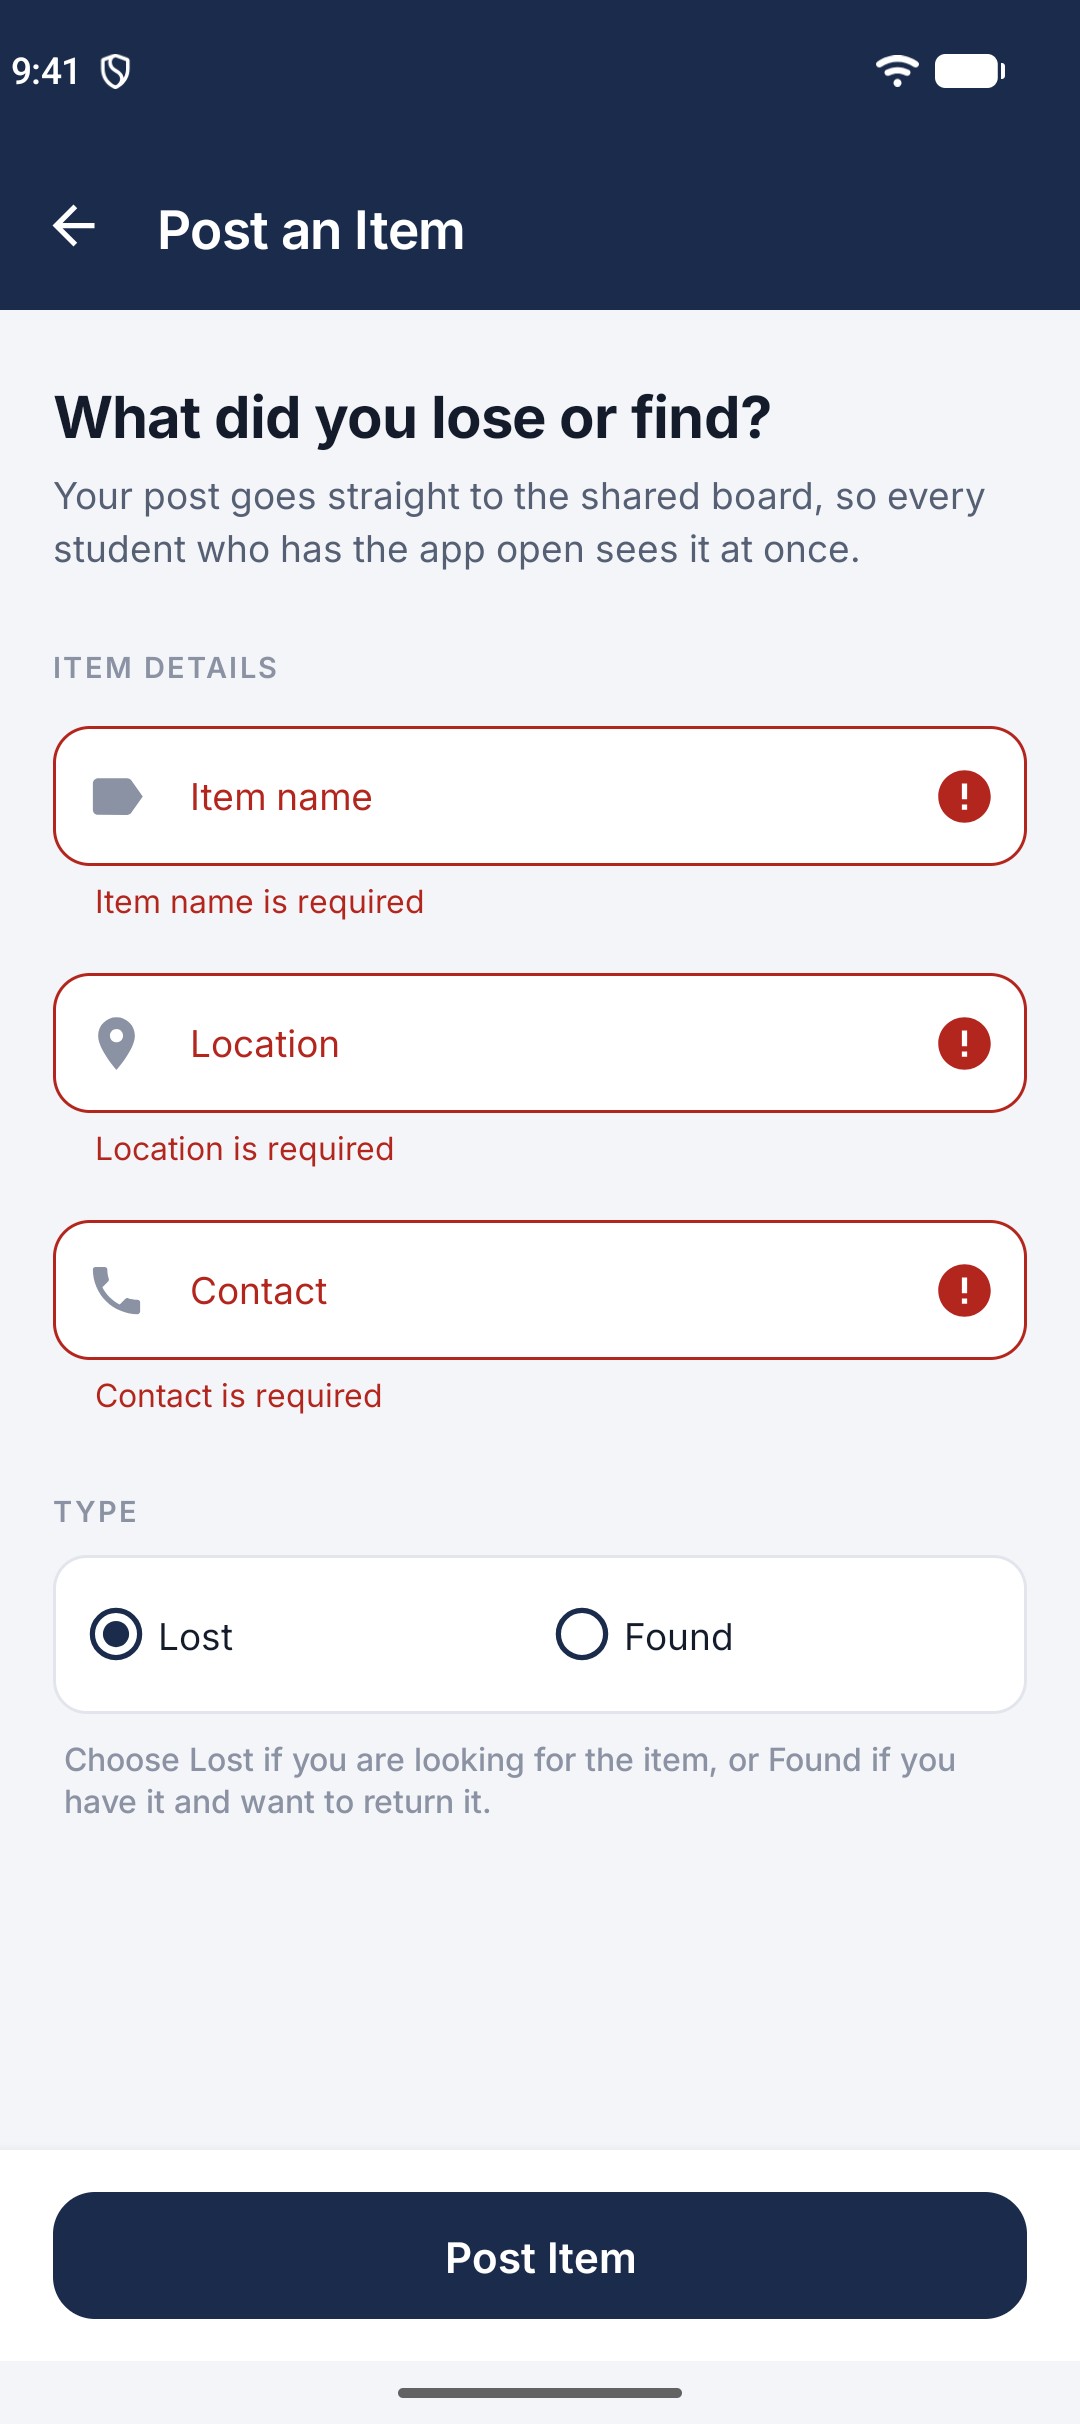 9:41
Post an Item
What did you lose or find?
Your post goes straight to the shared board, so every
student who has the app open sees it at once.
ITEM DETAILS
Item name
Item name is required
Location
Location is required
Contact
Contact is required
TYPE
Lost
Found
Choose Lost if you are looking for the item, or Found if you
have it and want to return it.
Post Item